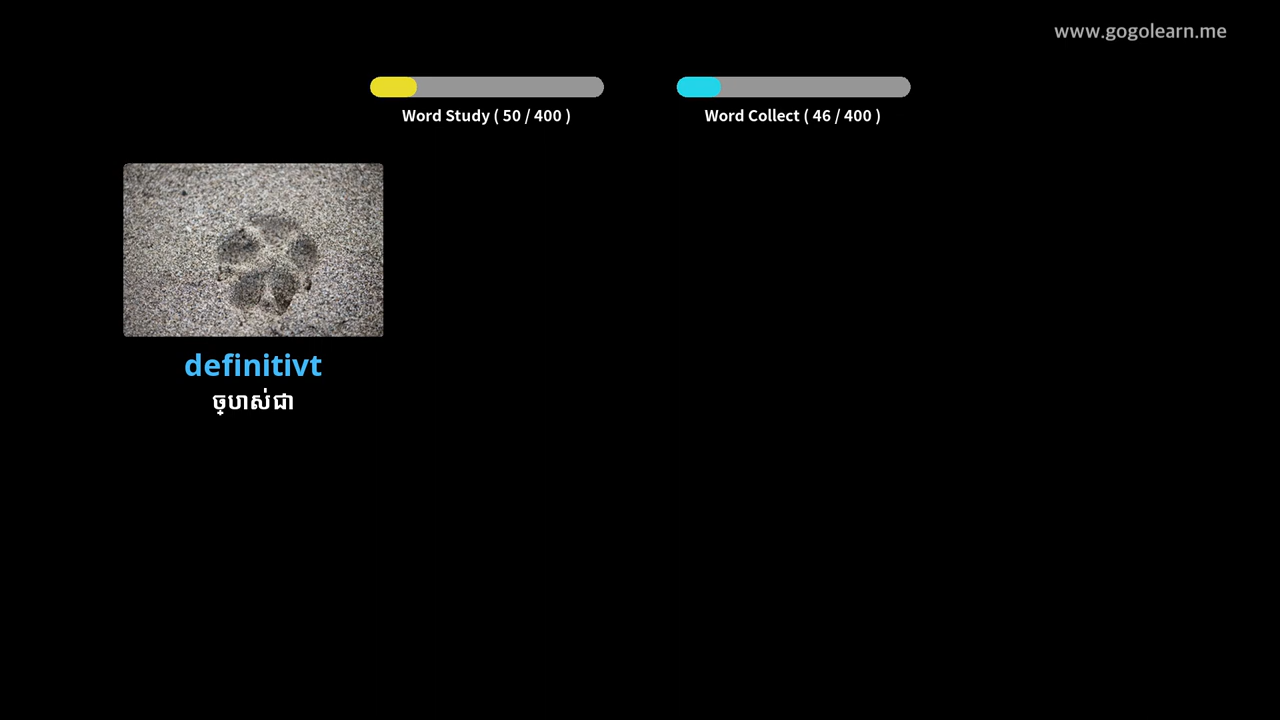 www.gogolearn.me
Word Study ( 50 / 400 )
Word Collect ( 46 / 400 )
definitivt
ច្បាស់ជា